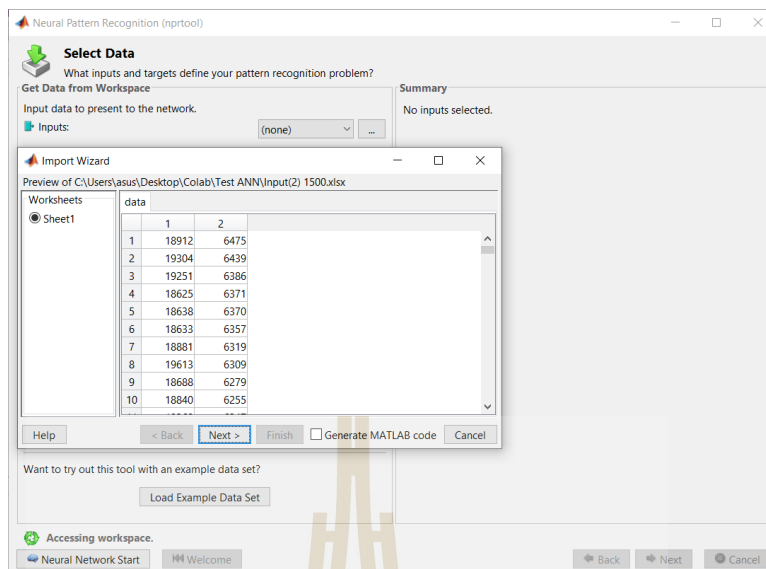 Neural Pattern Recognition (nprtool)
Select Data
What inputs and targets define your pattern recognition problem?
Get Data from Workspace
Input data to present to the network.
Inputs:
(none)
...
Summary
No inputs selected.
Import Wizard
Preview of C:\Users\asus\Desktop\Colab\Test ANN\Input(2) 1500.xlsx
Worksheets
Sheet1
data
1 2
1 18912 6475
2 19304 6439
3 19251 6386
4 18625 6371
5 18638 6370
6 18633 6357
7 18881 6319
8 19613 6309
9 18688 6279
10 18840 6255
Help < Back Next > Finish Generate MATLAB code Cancel
Want to try out this tool with an example data set?
Load Example Data Set
Accessing workspace.
Neural Network Start Welcome Back Next Cancel